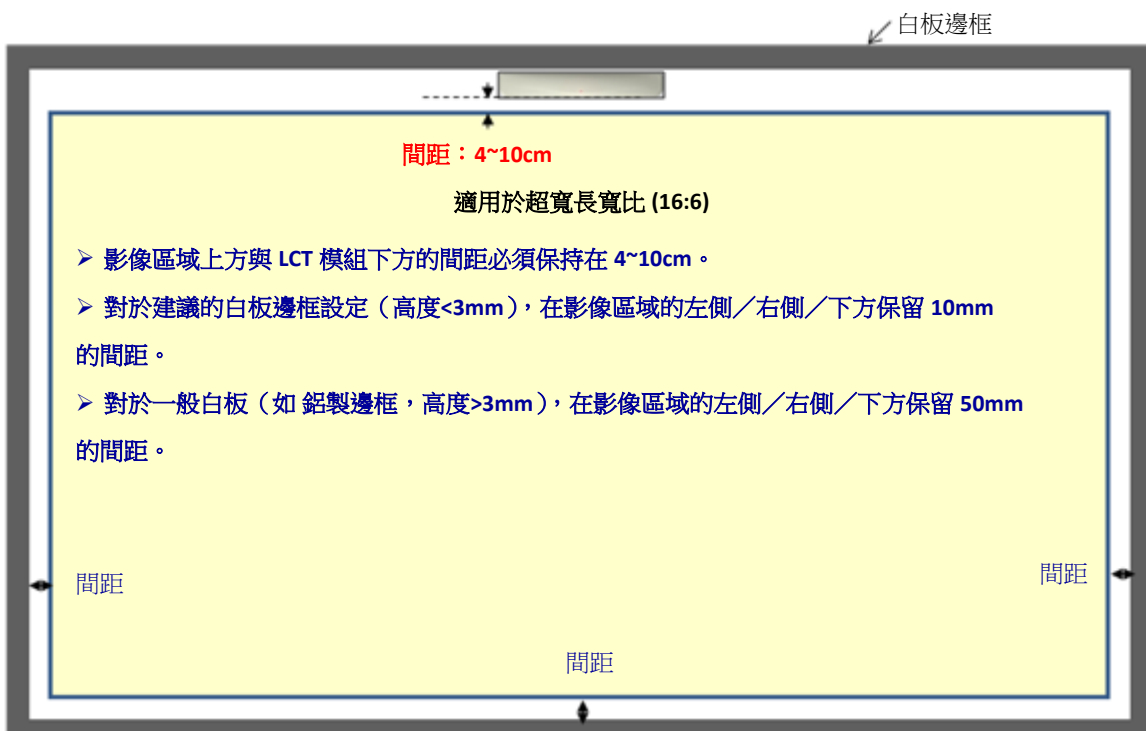 白板邊框
間距：4~10cm
適用於超寬長寬比 (16:6)
➢ 影像區域上方與 LCT 模組下方的間距必須保持在 4~10cm。
➢ 對於建議的白板邊框設定（高度<3mm），在影像區域的左側／右側／下方保留 10mm
的間距。
➢ 對於一般白板（如 鋁製邊框，高度>3mm），在影像區域的左側／右側／下方保留 50mm
的間距。
間距
間距
間距